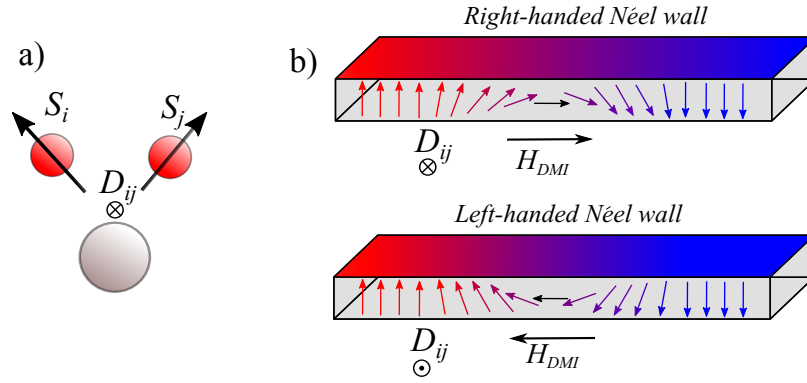 a)
S_i
S_j
D_ij
⊗
b)
Right-handed Néel wall
D_ij
⊗
H_DMI
Left-handed Néel wall
D_ij
⊙
H_DMI